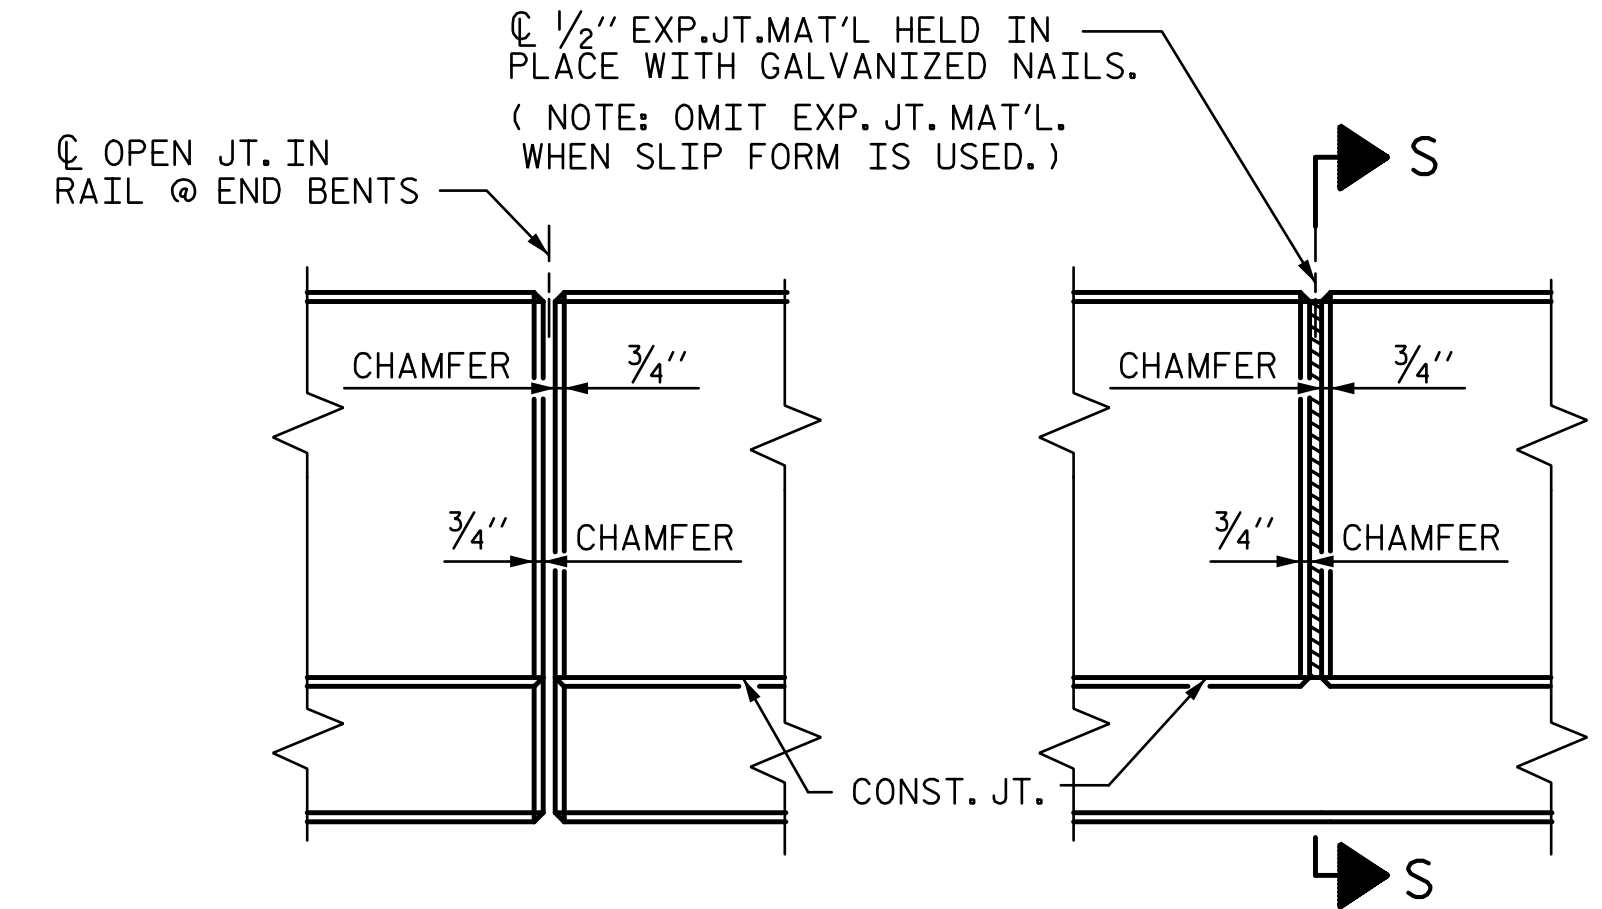 ℄ 1/2" EXP.JT.MAT'L HELD IN
PLACE WITH GALVANIZED NAILS.
( NOTE: OMIT EXP. JT. MAT'L.
WHEN SLIP FORM IS USED. )
℄ OPEN JT. IN
RAIL @ END BENTS
S
CHAMFER 3/4"
CHAMFER 3/4"
3/4" CHAMFER
3/4" CHAMFER
CONST. JT.
S